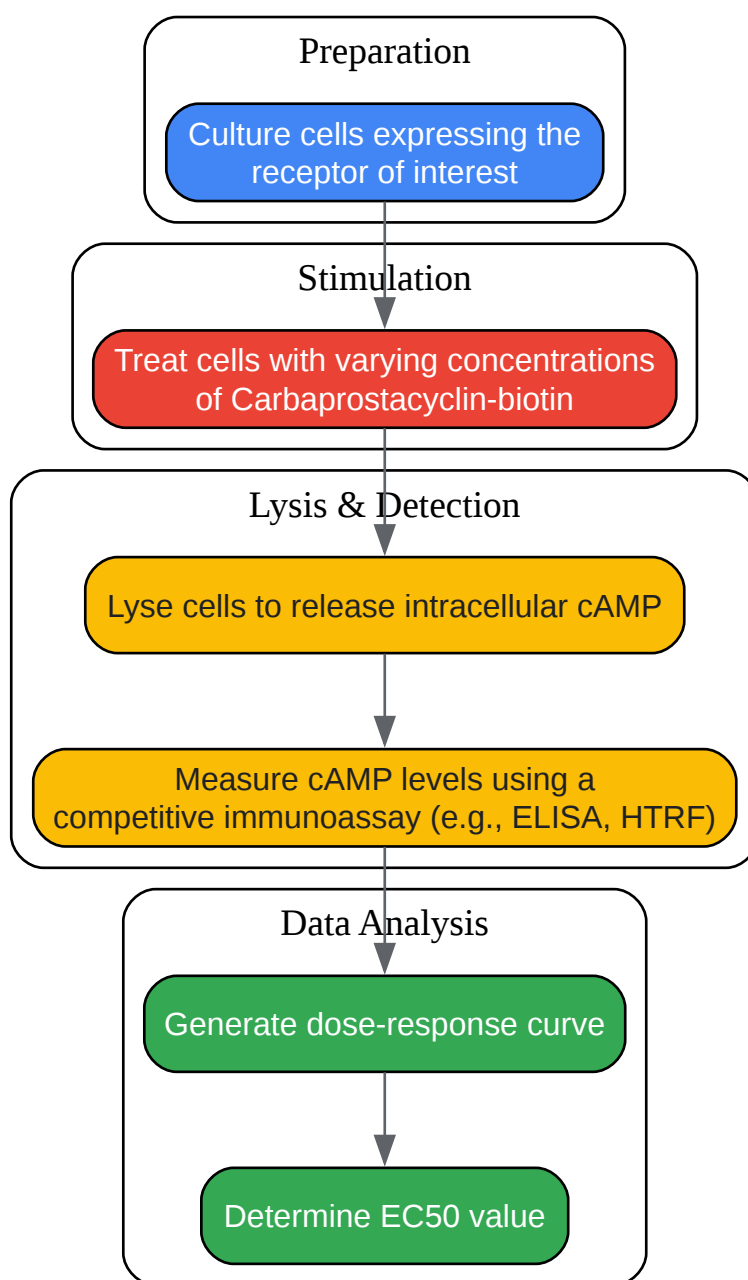 Preparation
Culture cells expressing the
receptor of interest
Stimulation
Treat cells with varying concentrations
of Carbaprostacyclin-biotin
Lysis & Detection
Lyse cells to release intracellular cAMP
Measure cAMP levels using a
competitive immunoassay (e.g., ELISA, HTRF)
Data Analysis
Generate dose-response curve
Determine EC50 value